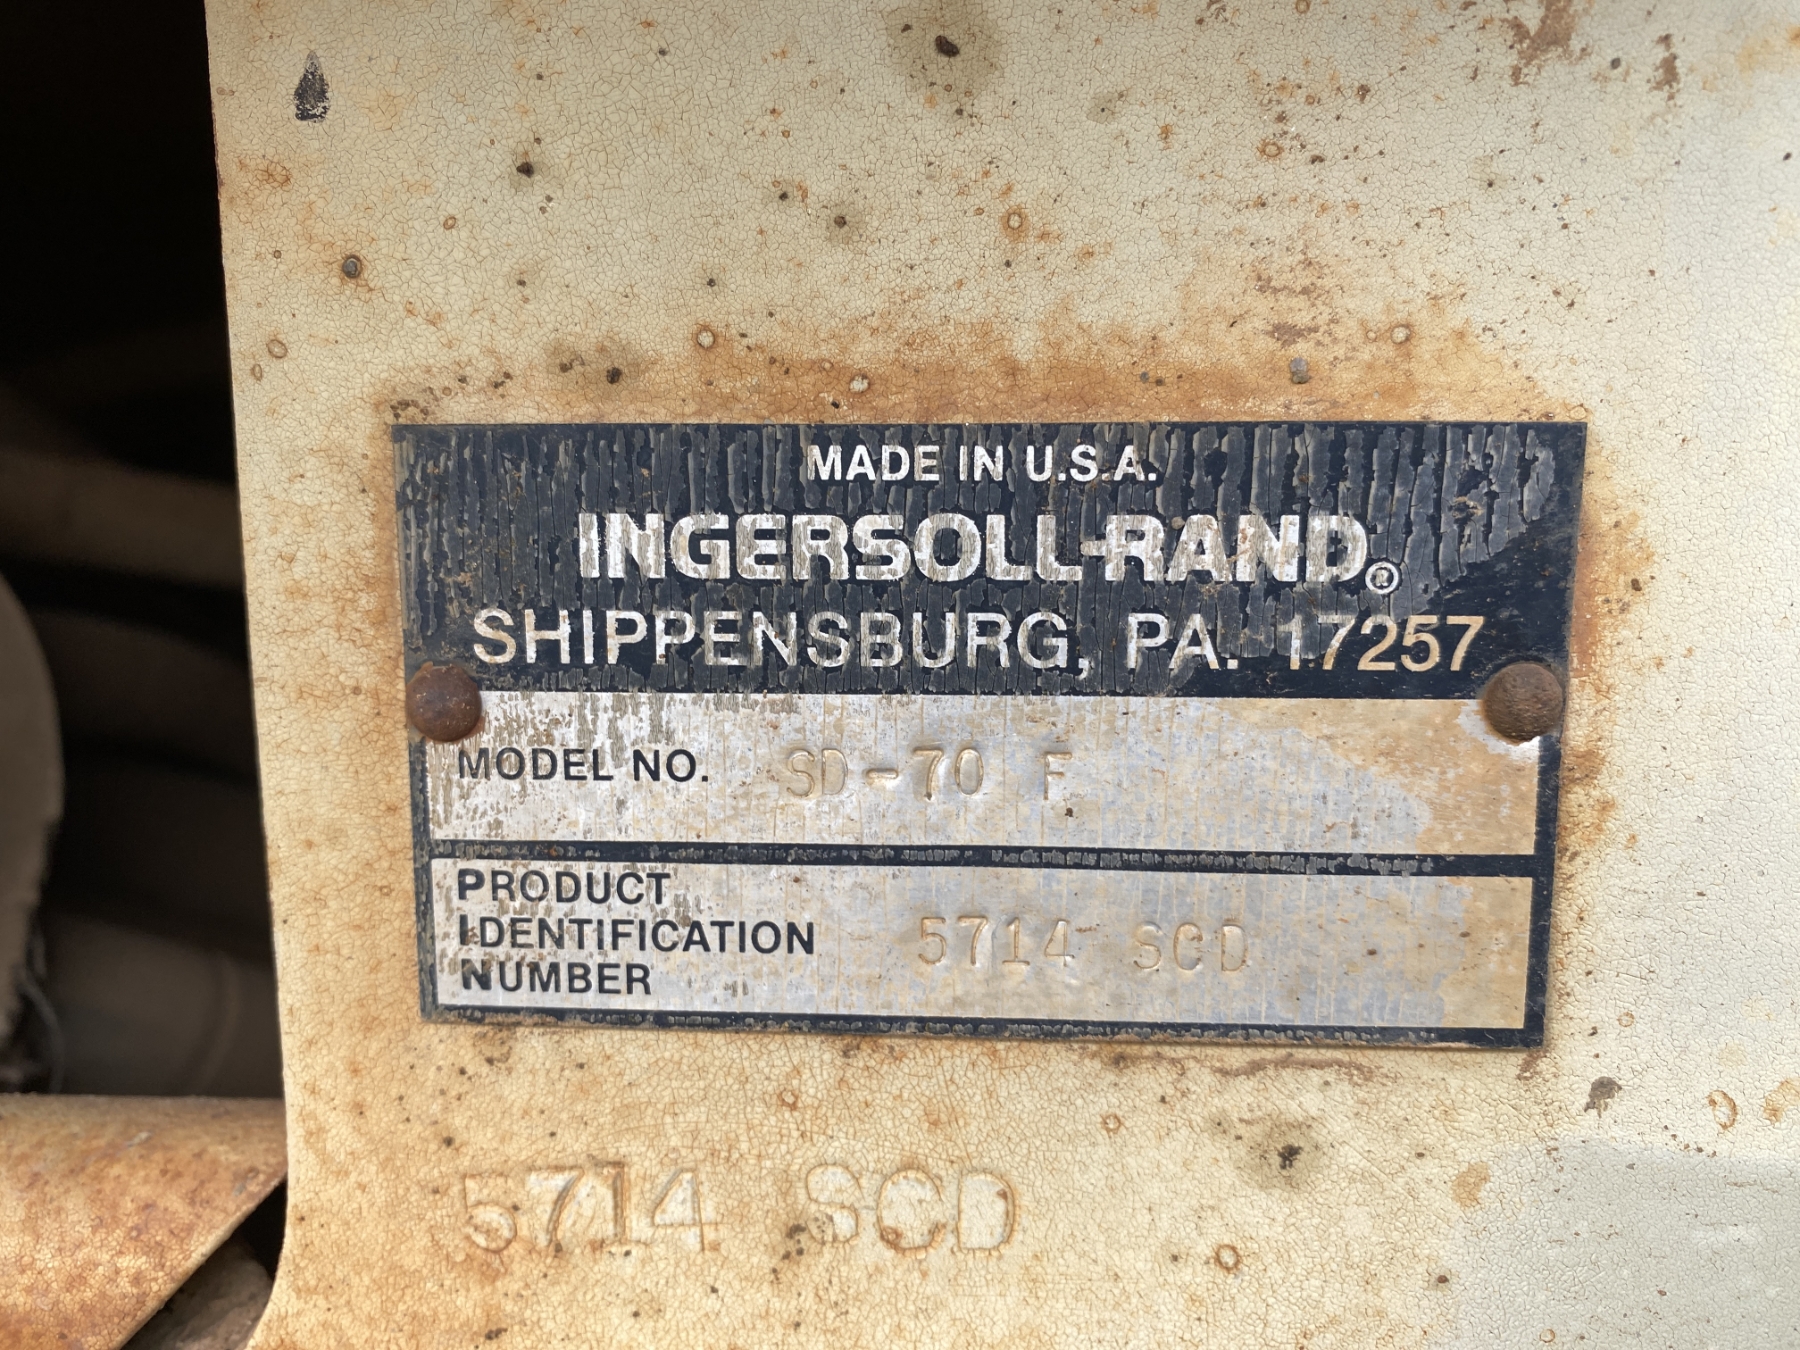 MADE IN U.S.A.
INGERSOLL-RAND®
SHIPPENSBURG, PA. 17257
MODEL NO. SD-70 F
PRODUCT
IDENTIFICATION 5714 SCD
NUMBER
5714 SCD